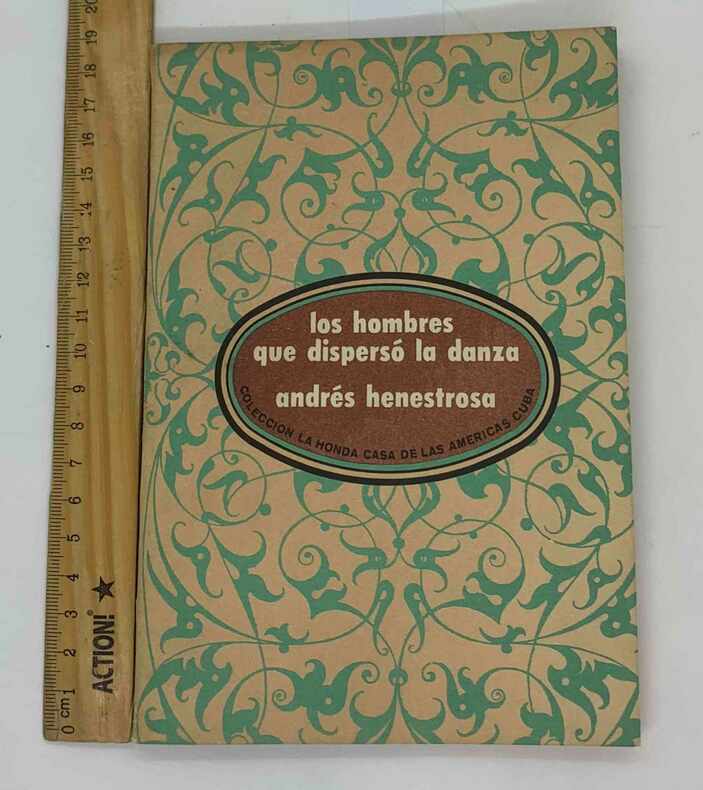 los hombres
que dispersó la danza
andrés henestrosa
COLECCION LA HONDA CASA DE LAS AMERICAS CUBA
ACTION!®
0 cm 1 2 3 4 5 6 7 8 9 10 11 12 13 14 15 16 17 18 19 20